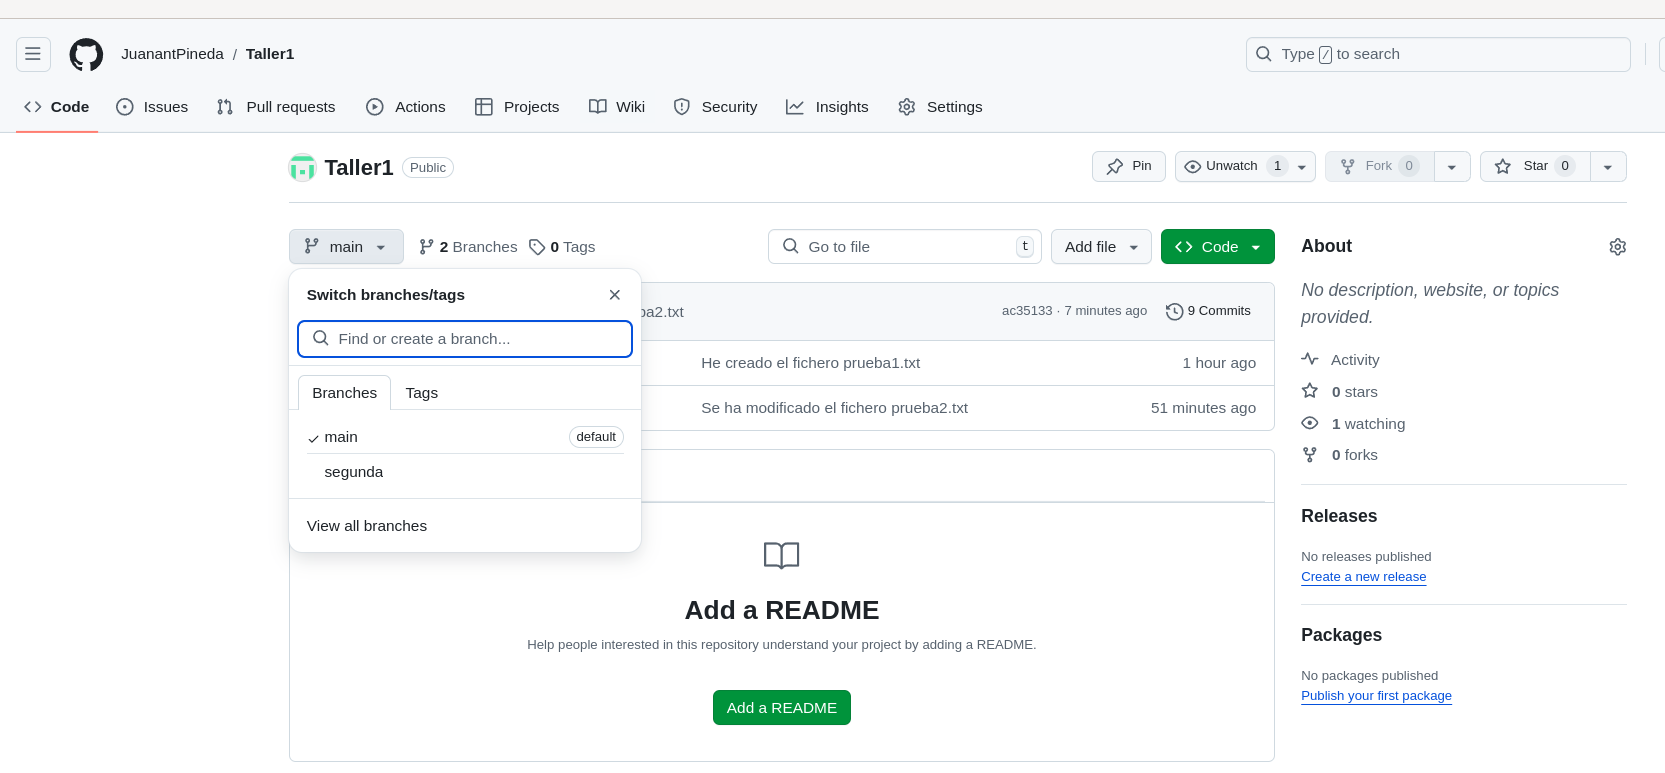 JuanantPineda / Taller1
Type / to search
Code Issues Pull requests Actions Projects Wiki Security Insights Settings
Taller1 Public
Pin Unwatch 1 Fork 0 Star 0
main 2 Branches 0 Tags Go to file t Add file Code
Switch branches/tags
Find or create a branch...
Branches Tags
main default
segunda
View all branches
ba2.txt ac35133 · 7 minutes ago 9 Commits
He creado el fichero prueba1.txt 1 hour ago
Se ha modificado el fichero prueba2.txt 51 minutes ago
Add a README
Help people interested in this repository understand your project by adding a README.
Add a README
About
No description, website, or topics
provided.
Activity
0 stars
1 watching
0 forks
Releases
No releases published
Create a new release
Packages
No packages published
Publish your first package